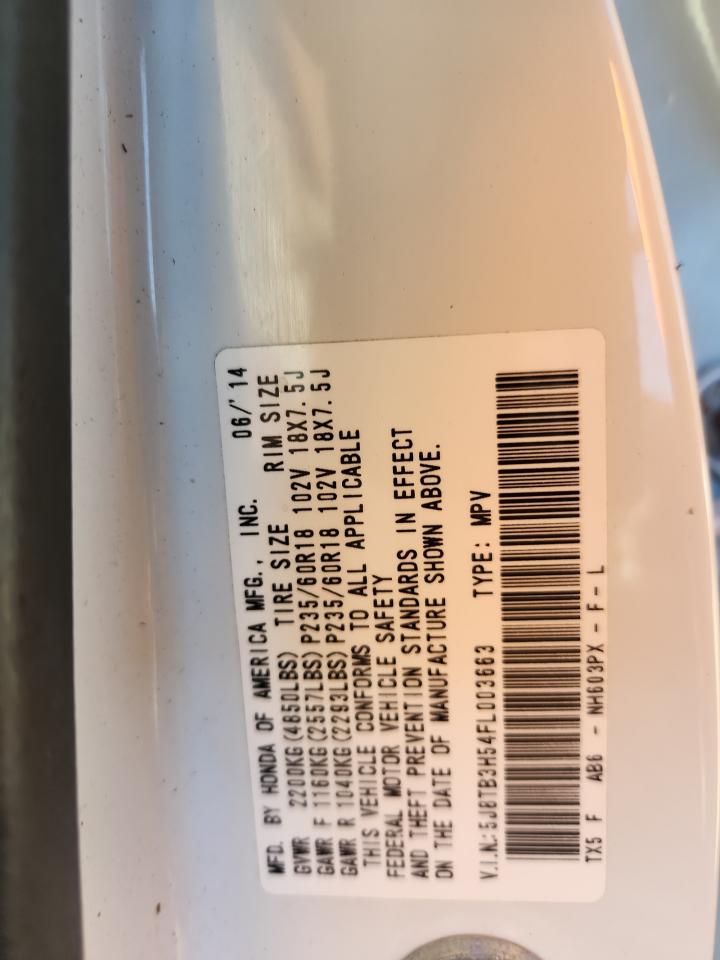 MFD. BY HONDA OF AMERICA MFG., INC. 06/'14
TIRE SIZE RIM SIZE
GVWR 2200KG(4850LBS)
GAWR F 1160KG(2557LBS) P235/60R18 102V 18X7.5J
GAWR R 1040KG(2293LBS) P235/60R18 102V 18X7.5J
THIS VEHICLE CONFORMS TO ALL APPLICABLE
FEDERAL MOTOR VEHICLE SAFETY
AND THEFT PREVENTION STANDARDS IN EFFECT
ON THE DATE OF MANUFACTURE SHOWN ABOVE.
V.I.N.:5J8TB3H54FL003663 TYPE: MPV
TX5 F AB6 - NH603PX - F - L